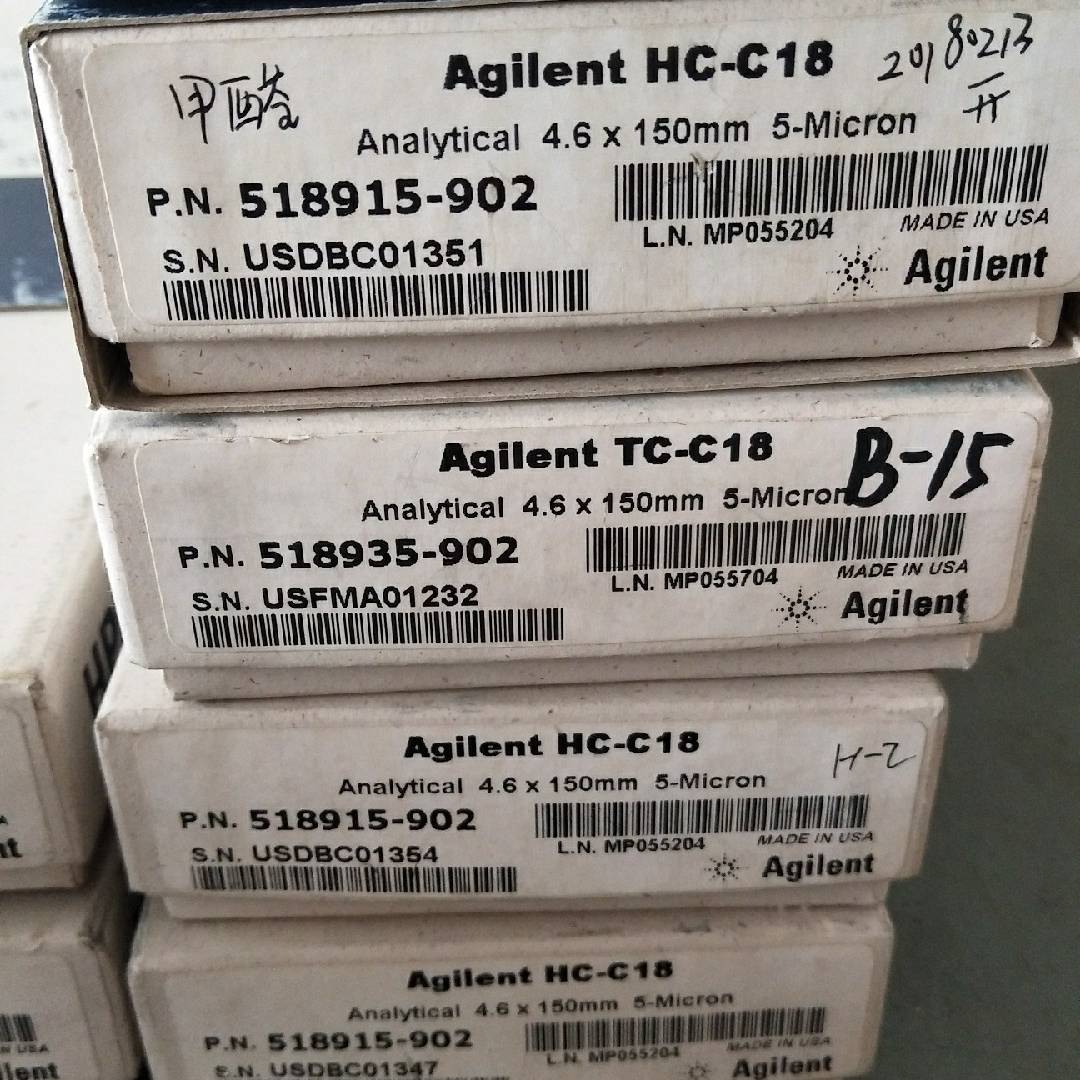 甲酰
Agilent HC-C18
20180213
开
Analytical 4.6 x 150mm 5-Micron
P.N. 518915-902
L.N. MP055204
MADE IN USA
S.N. USDBC01351
Agilent
Agilent TC-C18
B-15
Analytical 4.6 x 150mm 5-Micron
P.N. 518935-902
L.N. MP055704
MADE IN USA
S.N. USFMA01232
Agilent
Agilent HC-C18
H-2
Analytical 4.6 x 150mm 5-Micron
P.N. 518915-902
L.N. MP055204
MADE IN USA
S.N. USDBC01354
Agilent
Agilent HC-C18
Analytical 4.6 x 150mm 5-Micron
P.N. 518915-902
L.N. MP055204
MADE IN USA
S.N. USDBC01347
Agilent